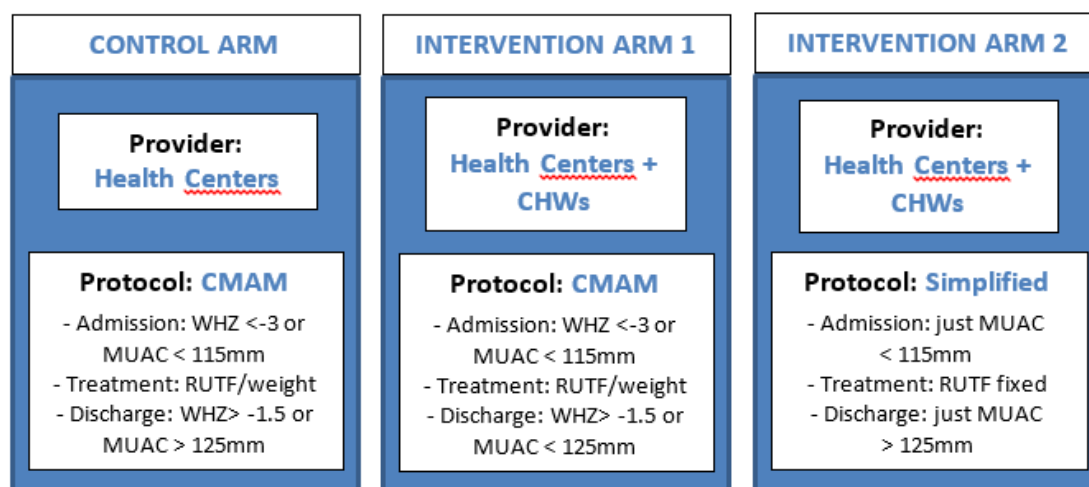 CONTROL ARM
Provider:
Health Centers
Protocol: CMAM
- Admission: WHZ <-3 or
MUAC < 115mm
- Treatment: RUTF/weight
- Discharge: WHZ> -1.5 or
MUAC > 125mm
INTERVENTION ARM 1
Provider:
Health Centers +
CHWs
Protocol: CMAM
- Admission: WHZ <-3 or
MUAC < 115mm
- Treatment: RUTF/weight
- Discharge: WHZ> -1.5 or
MUAC < 125mm
INTERVENTION ARM 2
Provider:
Health Centers +
CHWs
Protocol: Simplified
- Admission: just MUAC
< 115mm
- Treatment: RUTF fixed
- Discharge: just MUAC
> 125mm